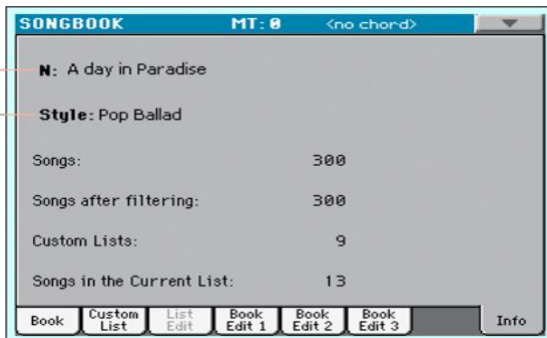 SONGBOOK MT: 0 <no chord>
N: A day in Paradise
Style: Pop Ballad
Songs: 300
Songs after filtering: 300
Custom Lists: 9
Songs in the Current List: 13
Book Custom List List Edit Book Edit 1 Book Edit 2 Book Edit 3 Info